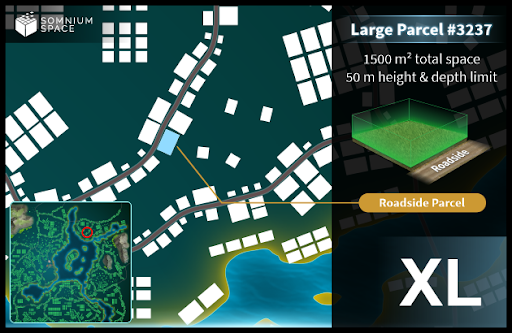 SOMNIUM
SPACE
Large Parcel #3237
1500 m² total space
50 m height & depth limit
Roadside
Roadside Parcel
XL